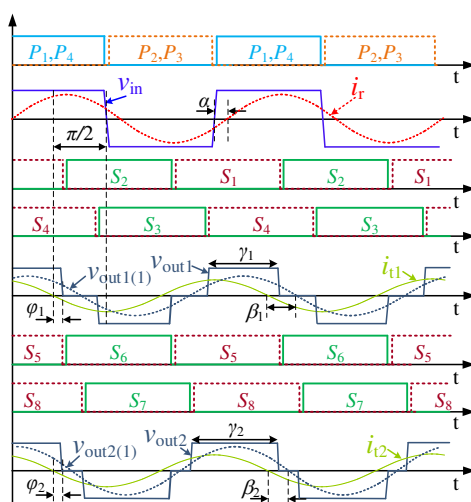 P1,P4 P2,P3 P1,P4 P2,P3
t
vin α ir
t
π/2
S2 S1 S2 S1
t
S4 S3 S4 S3
t
vout1(1) vout1 γ1 it1
φ1 β1 t
S5 S6 S5 S6 S5
t
S8 S7 S8 S7 S8
t
vout2(1) vout2 γ2 it2
φ2 β2 t